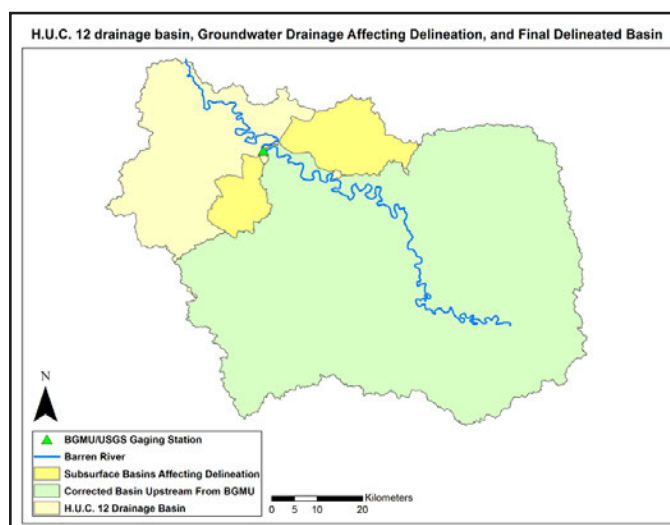 H.U.C. 12 drainage basin, Groundwater Drainage Affecting Delineation, and Final Delineated Basin
N
BGMU/USGS Gaging Station
Barren River
Subsurface Basins Affecting Delineation
Corrected Basin Upstream From BGMU
H.U.C. 12 Drainage Basin
Kilometers
0 5 10 20